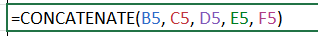 =CONCATENATE(B5, C5, D5, E5, F5)